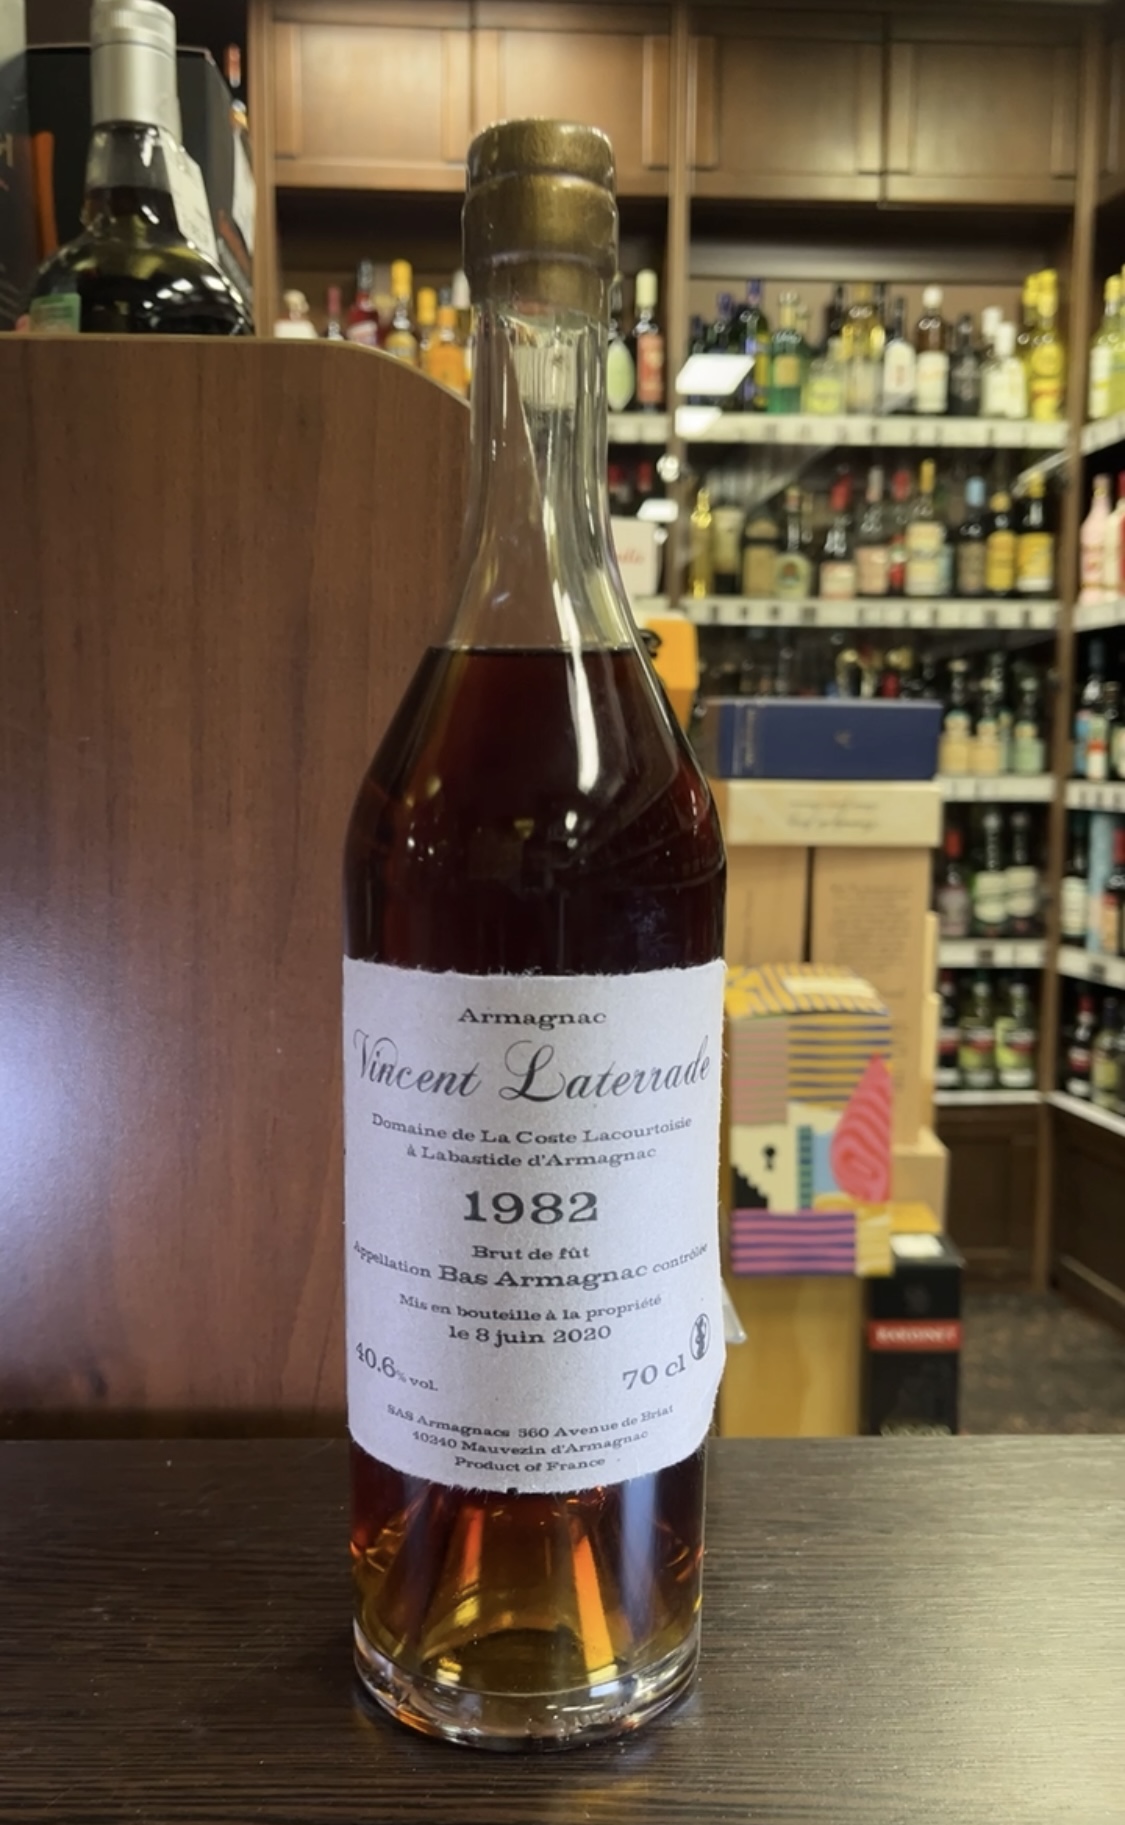 Armagnac
Vincent Laterrade
Domaine de La Coste Lacourtoisie
à Labastide d'Armagnac
1982
Brut de fût
Appellation Bas Armagnac contrôlée
Mis en bouteille à la propriété
le 8 juin 2020
40.6% vol.
70 cl
SAS Armagnacs 560 Avenue de Briat
40240 Mauvezin d'Armagnac
Product of France
BARDINET